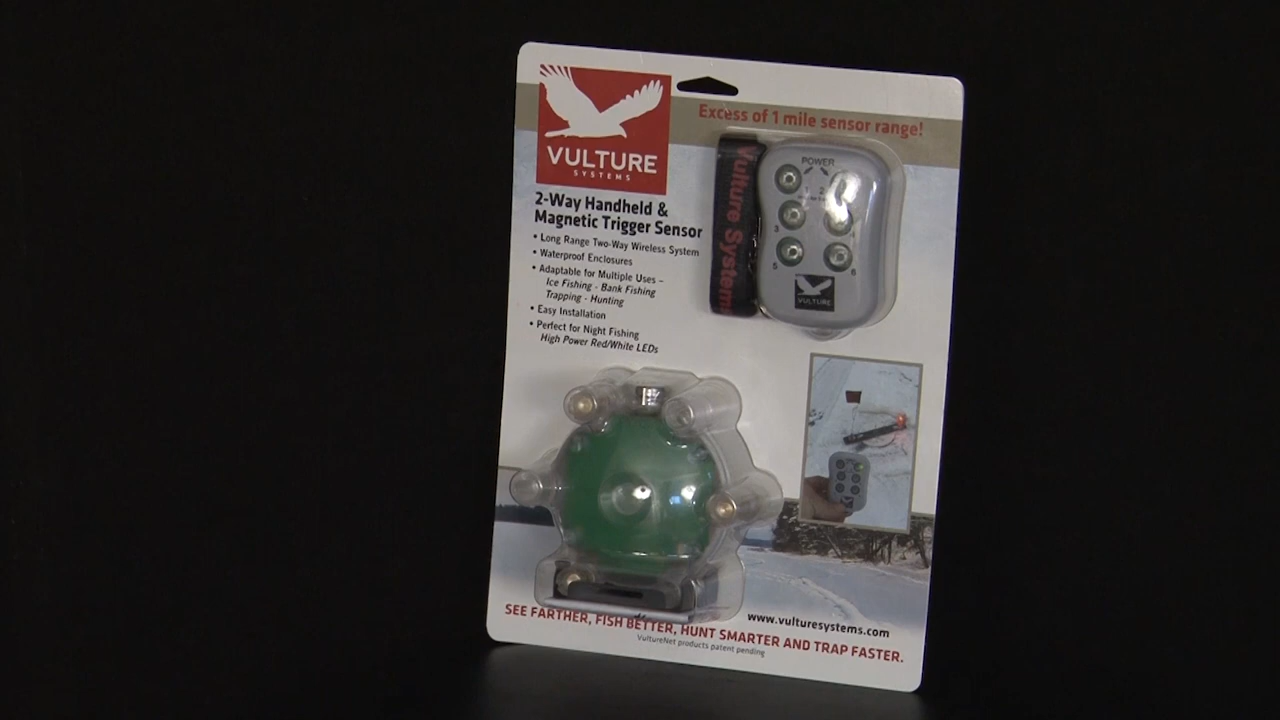 VULTURE
SYSTEMS
Excess of 1 mile sensor range!
2-Way Handheld &
Magnetic Trigger Sensor
• Long Range Two-Way Wireless System
• Waterproof Enclosures
• Adaptable for Multiple Uses –
Ice Fishing - Bank Fishing
Trapping - Hunting
• Easy Installation
• Perfect for Night Fishing
High Power Red/White LEDs
Vulture Systems
POWER
1 2
3
5 6
VULTURE
www.vulturesystems.com
SEE FARTHER, FISH BETTER, HUNT SMARTER AND TRAP FASTER.
VultureNet products patent pending